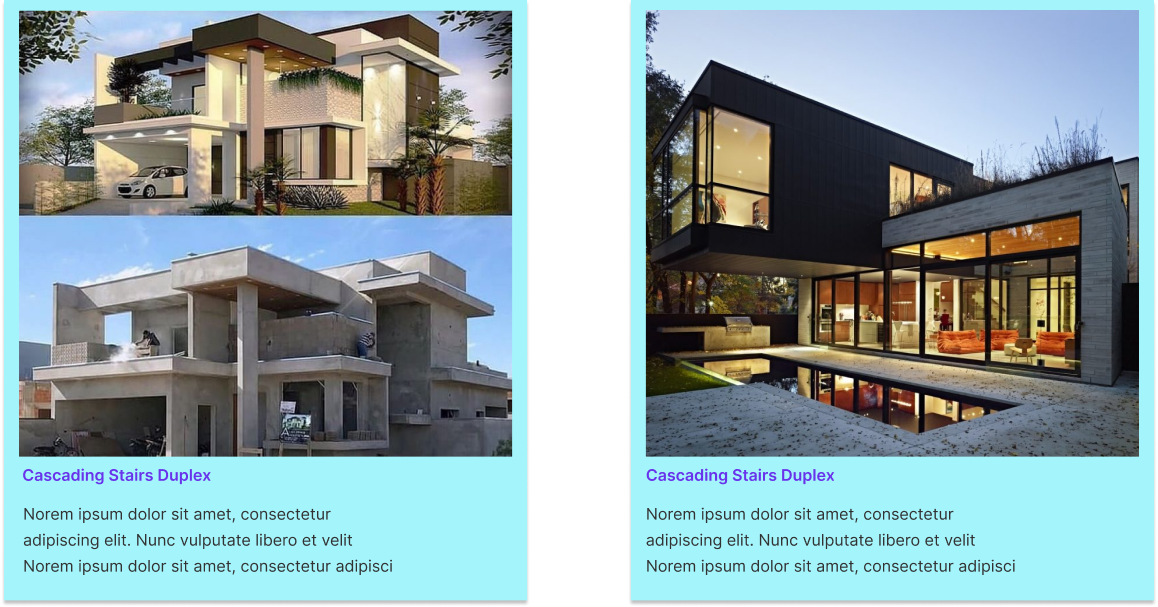 Cascading Stairs Duplex
Norem ipsum dolor sit amet, consectetur
adipiscing elit. Nunc vulputate libero et velit
Norem ipsum dolor sit amet, consectetur adipisci
Cascading Stairs Duplex
Norem ipsum dolor sit amet, consectetur
adipiscing elit. Nunc vulputate libero et velit
Norem ipsum dolor sit amet, consectetur adipisci